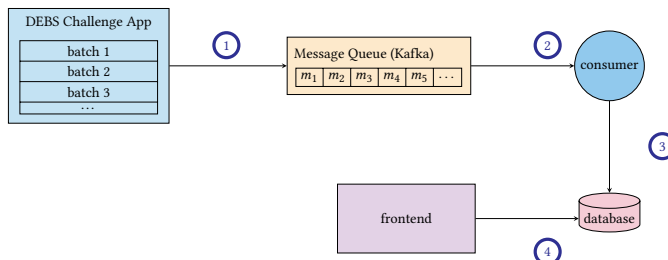 DEBS Challenge App
batch 1
batch 2
batch 3
...
1
Message Queue (Kafka)
m1 m2 m3 m4 m5 ...
2
consumer
3
frontend
database
4